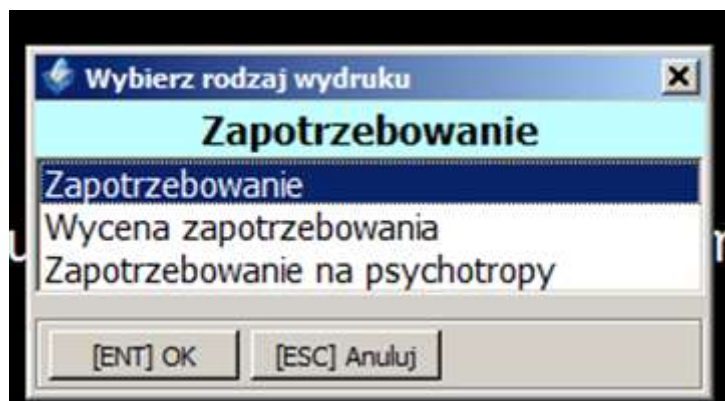 Wybierz rodzaj wydruku
Zapotrzebowanie
Zapotrzebowanie
Wycena zapotrzebowania
Zapotrzebowanie na psychotropy
[ENT] OK
[ESC] Anuluj